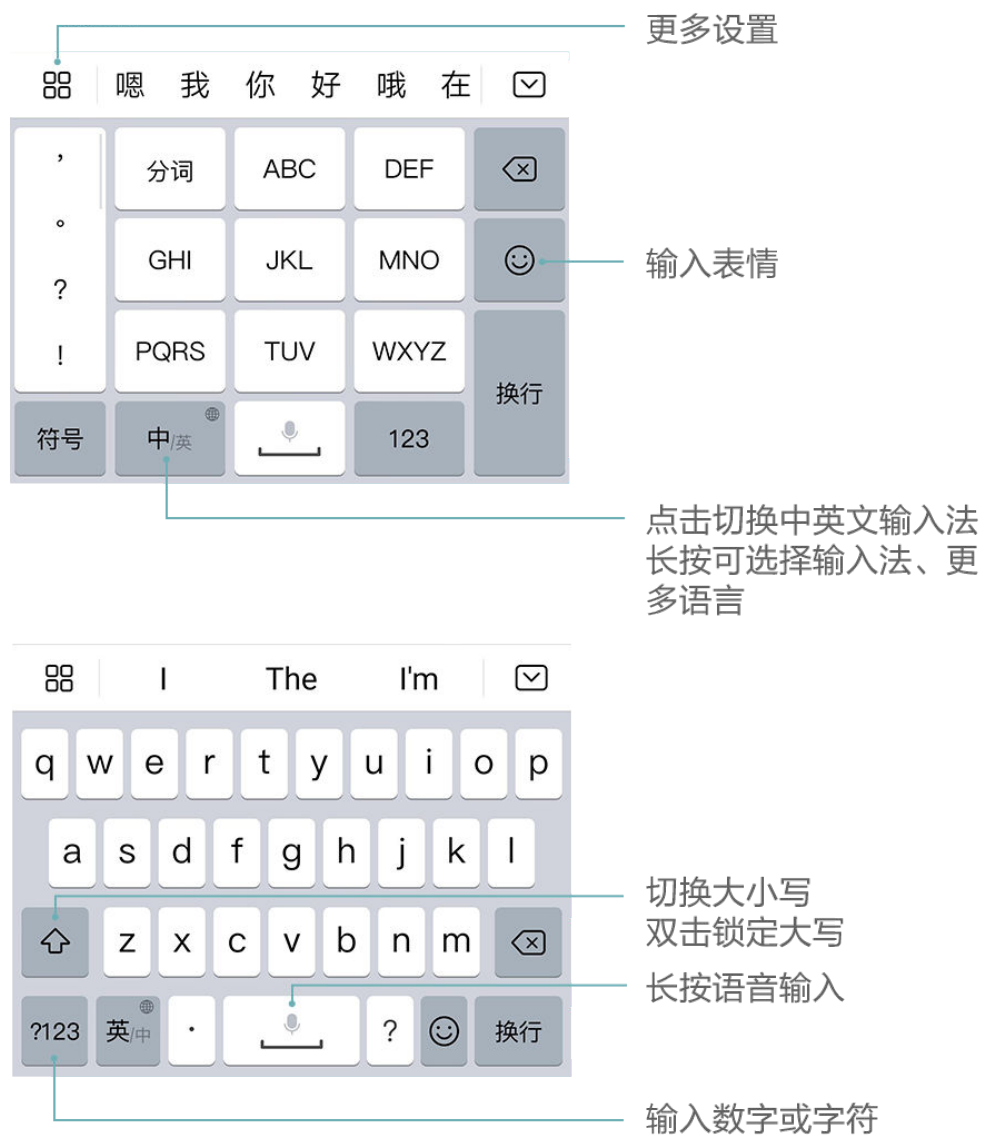 更多设置
嗯 我 你 好 哦 在
, 分词 ABC DEF
。
GHI JKL MNO 输入表情
?
! PQRS TUV WXYZ
换行
符号 中/英 123
点击切换中英文输入法
长按可选择输入法、更
多语言
I The I'm
q w e r t y u i o p
a s d f g h j k l
切换大小写
双击锁定大写
z x c v b n m
长按语音输入
?123 英/中 · ? 换行
输入数字或字符